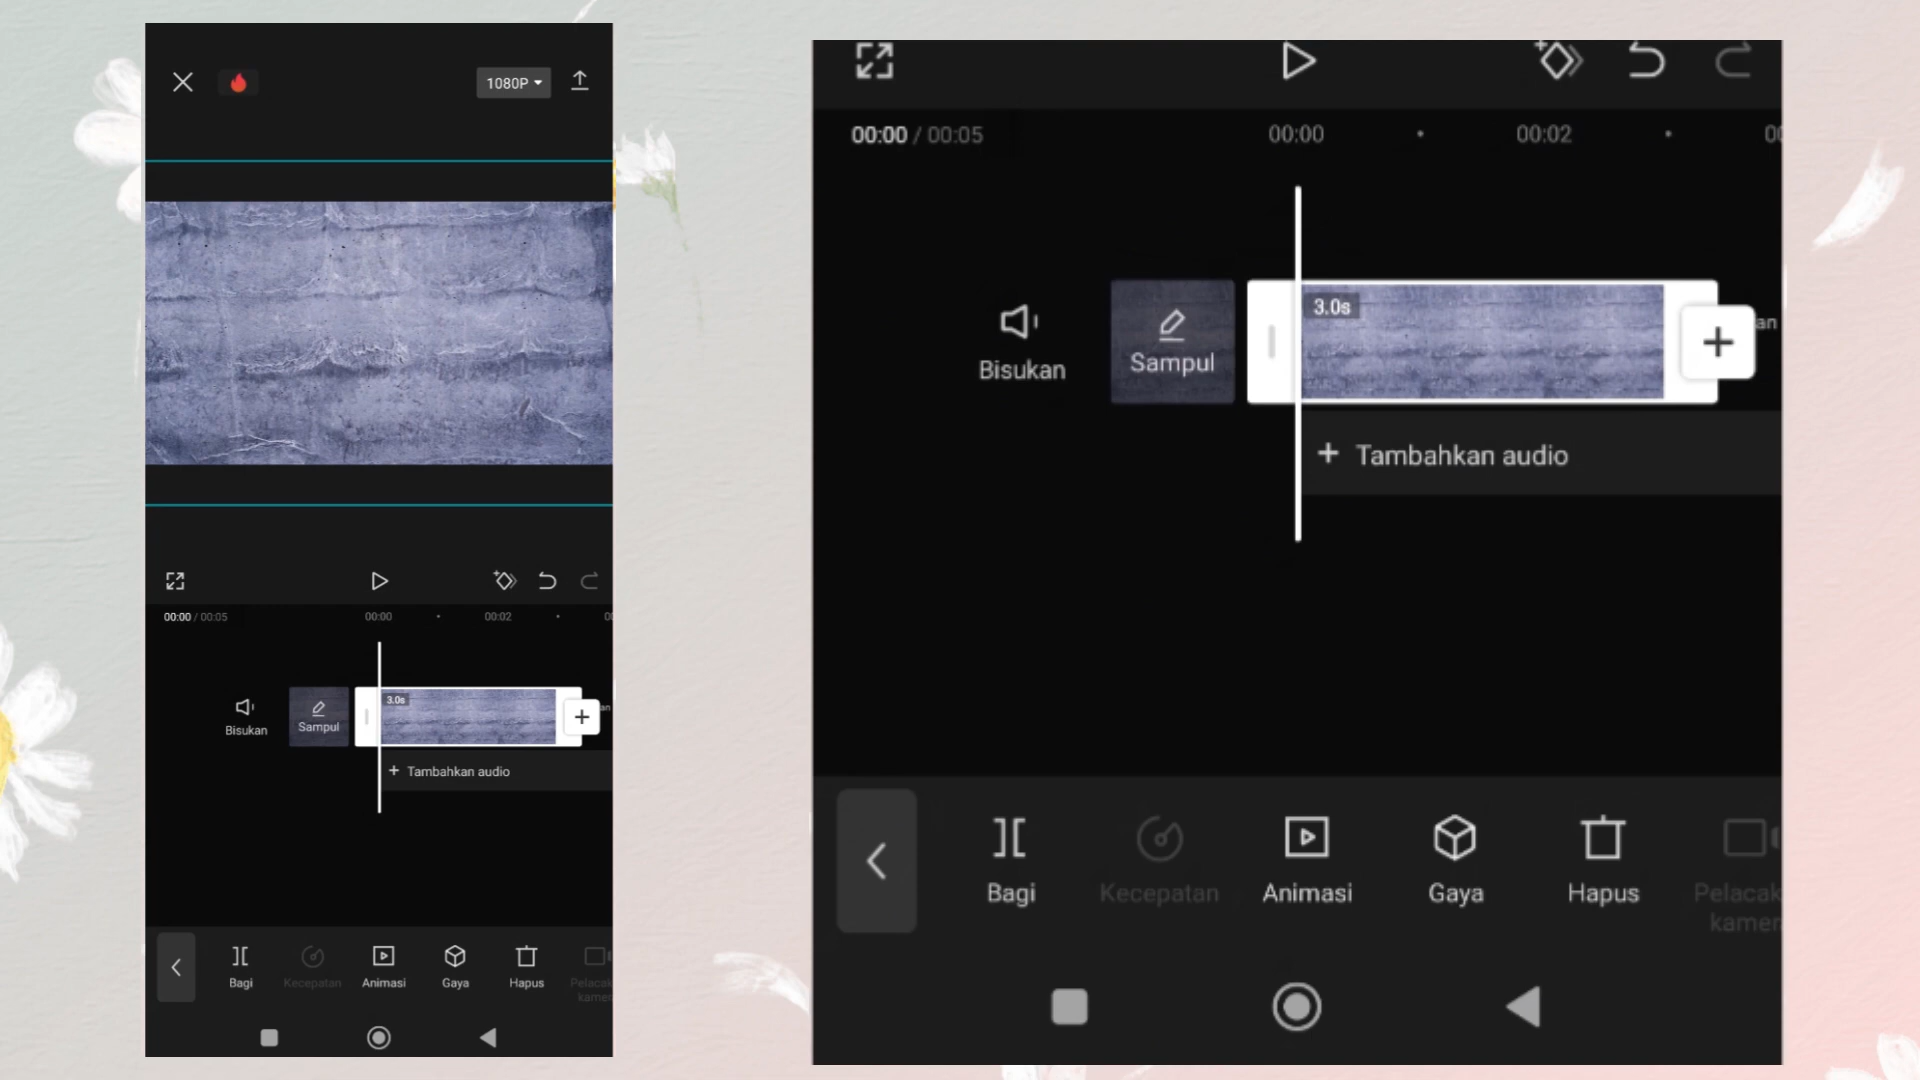 1080P
00:00 / 00:05 00:00 00:02
3.0s
Bisukan Sampul
+ Tambahkan audio
Bagi Kecepatan Animasi Gaya Hapus
00:00 / 00:05 00:00 00:02
3.0s
Bisukan Sampul
+ Tambahkan audio
Bagi Kecepatan Animasi Gaya Hapus